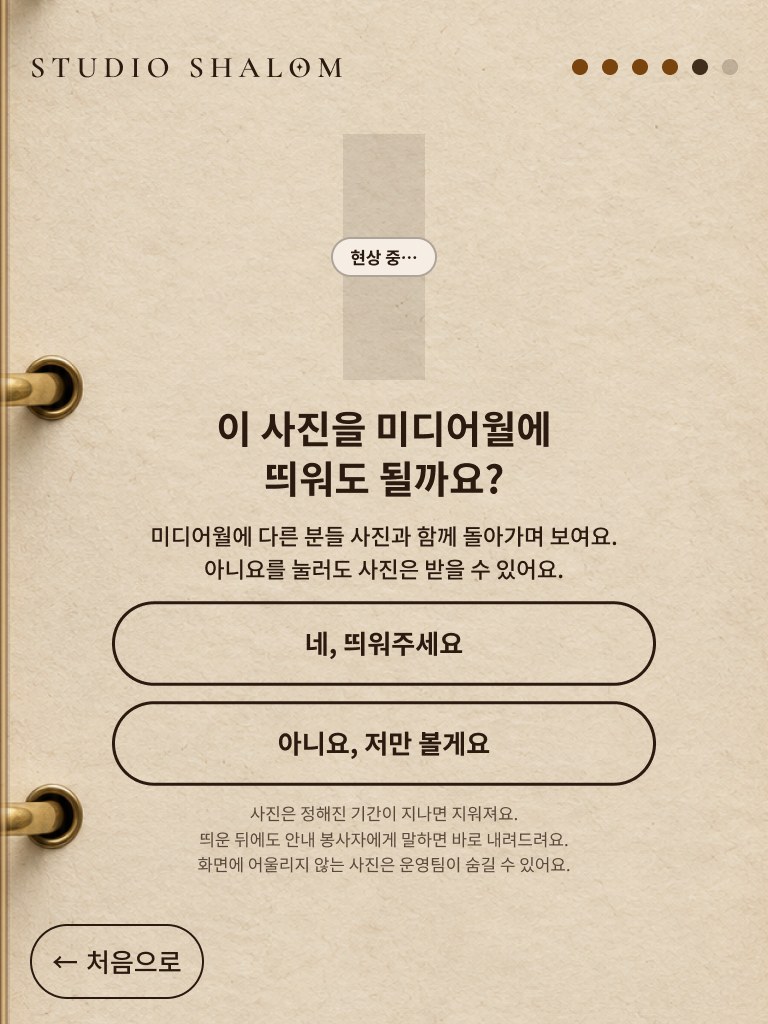 STUDIO SHALOM
현상 중…
이 사진을 미디어월에
띄워도 될까요?
미디어월에 다른 분들 사진과 함께 돌아가며 보여요.
아니요를 눌러도 사진은 받을 수 있어요.
네, 띄워주세요
아니요, 저만 볼게요
사진은 정해진 기간이 지나면 지워져요.
띄운 뒤에도 안내 봉사자에게 말하면 바로 내려드려요.
화면에 어울리지 않는 사진은 운영팀이 숨길 수 있어요.
← 처음으로